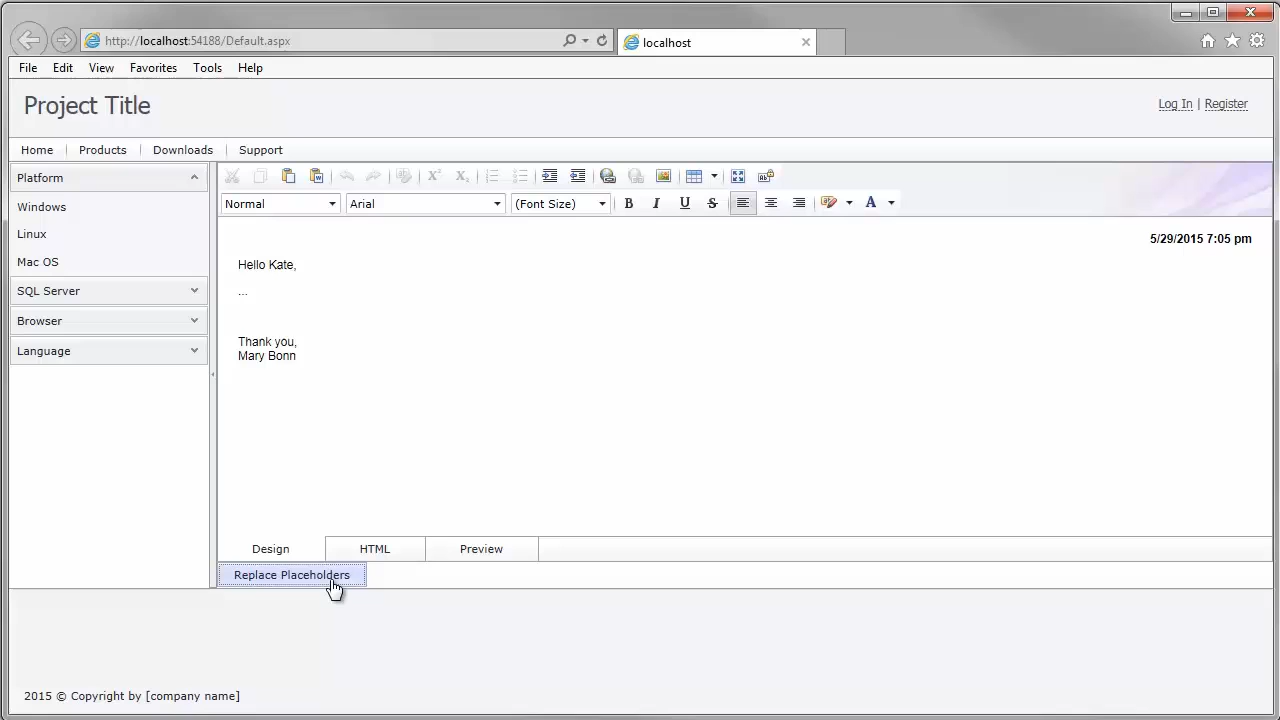 http://localhost:54188/Default.aspx
localhost
File Edit View Favorites Tools Help
Project Title
Log In | Register
Home Products Downloads Support
Platform
Windows
Linux
Mac OS
SQL Server
Browser
Language
Normal Arial (Font Size) B I U S A
5/29/2015 7:05 pm
Hello Kate,
...
Thank you,
Mary Bonn
Design HTML Preview
Replace Placeholders
2015 © Copyright by [company name]